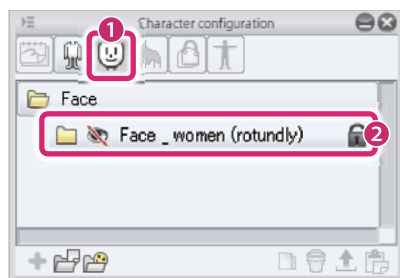 Character configuration
1
Face
Face _ women (rotundly)
2